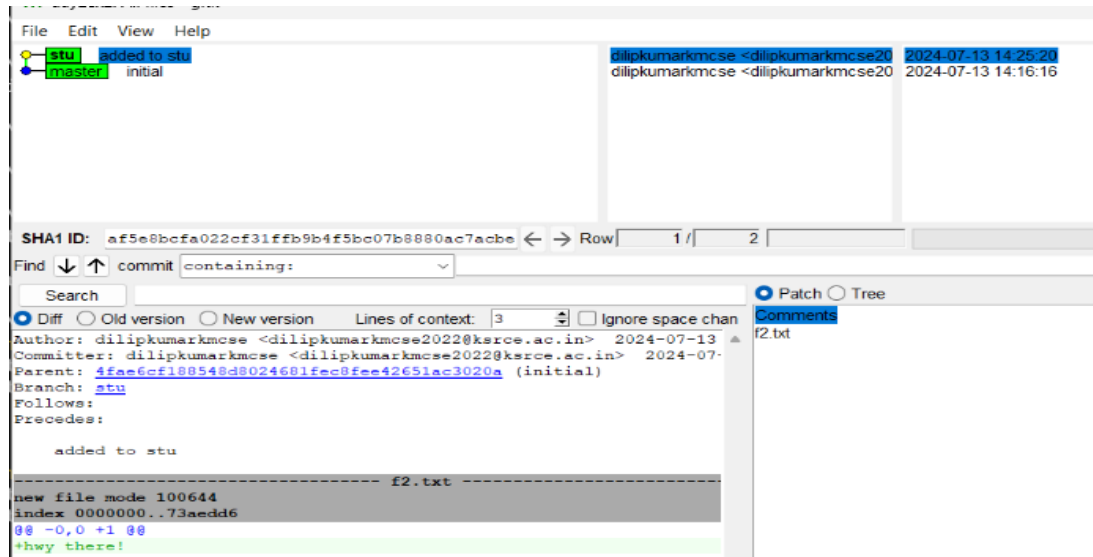 File Edit View Help
stu added to stu dilipkumarkmcse <dilipkumarkmcse20 2024-07-13 14:25:20
master initial dilipkumarkmcse <dilipkumarkmcse20 2024-07-13 14:16:16
SHA1 ID: af5e8bcfa022cf31ffb9b4f5bc07b8880ac7acbe ← → Row 1 / 2
Find ↓ ↑ commit containing:
Search Patch Tree
Diff Old version New version Lines of context: 3 Ignore space chan Comments
Author: dilipkumarkmcse <dilipkumarkmcse2022@ksrce.ac.in> 2024-07-13 f2.txt
Committer: dilipkumarkmcse <dilipkumarkmcse2022@ksrce.ac.in> 2024-07-
Parent: 4fae6cf188548d8024681fec8fee42651ac3020a (initial)
Branch: stu
Follows:
Precedes:
added to stu
f2.txt
new file mode 100644
index 0000000..73aedd6
@@ -0,0 +1 @@
+hwy there!